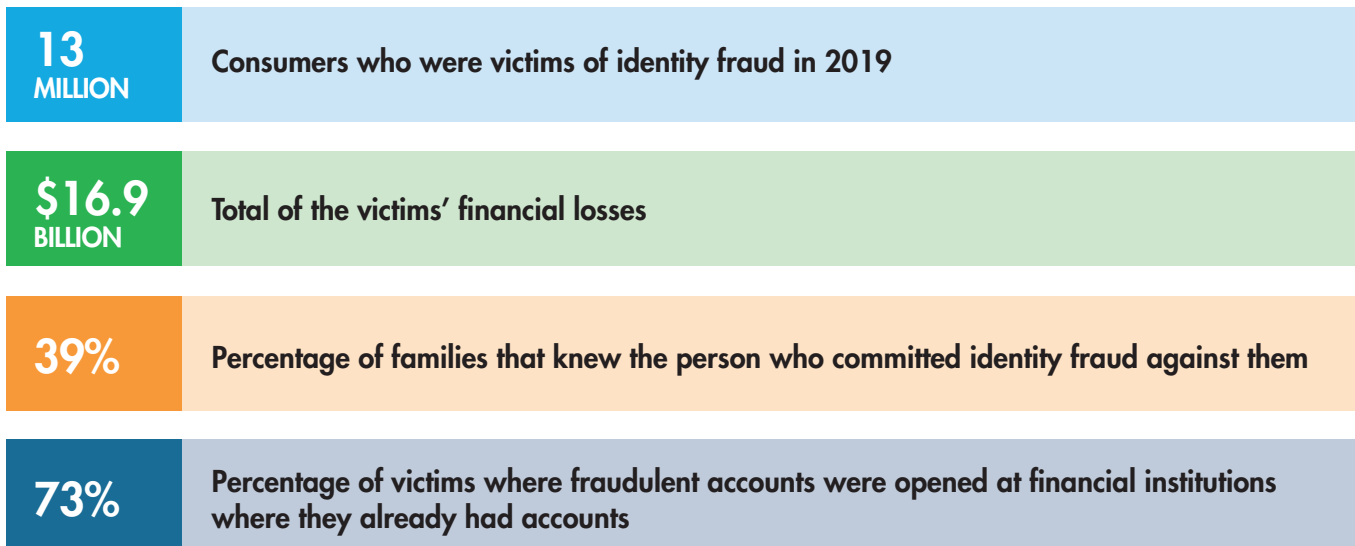 13
MILLION
Consumers who were victims of identity fraud in 2019
$16.9
BILLION
Total of the victims’ financial losses
39%
Percentage of families that knew the person who committed identity fraud against them
73%
Percentage of victims where fraudulent accounts were opened at financial institutions
where they already had accounts